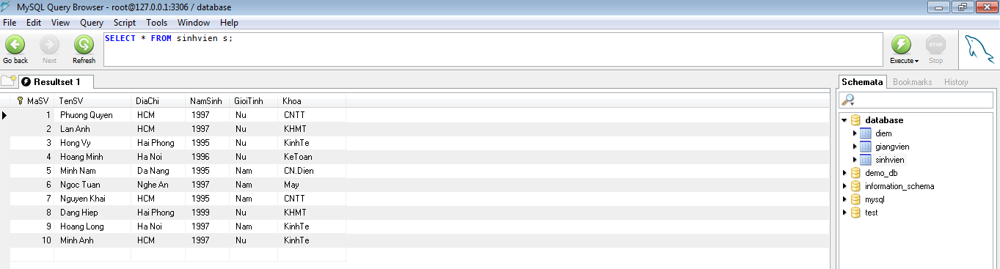 MySQL Query Browser - root@127.0.0.1:3306 / database
File Edit View Query Script Tools Window Help
SELECT * FROM sinhvien s;
Go back Next Refresh Execute STOP Stop
Resultset 1
Schemata Bookmarks History
MaSV TenSV DiaChi NamSinh GioiTinh Khoa
1 Phuong Quyen HCM 1997 Nu CNTT
2 Lan Anh HCM 1997 Nu KHMT
3 Hong Vy Hai Phong 1995 Nu KinhTe
4 Hoang Minh Ha Noi 1996 Nu KeToan
5 Minh Nam Da Nang 1995 Nam CN.Dien
6 Ngoc Tuan Nghe An 1997 Nam May
7 Nguyen Khai HCM 1995 Nam CNTT
8 Dang Hiep Hai Phong 1999 Nu KHMT
9 Hoang Long Ha Noi 1997 Nam KinhTe
10 Minh Anh HCM 1997 Nu KinhTe
database
diem
giangvien
sinhvien
demo_db
information_schema
mysql
test